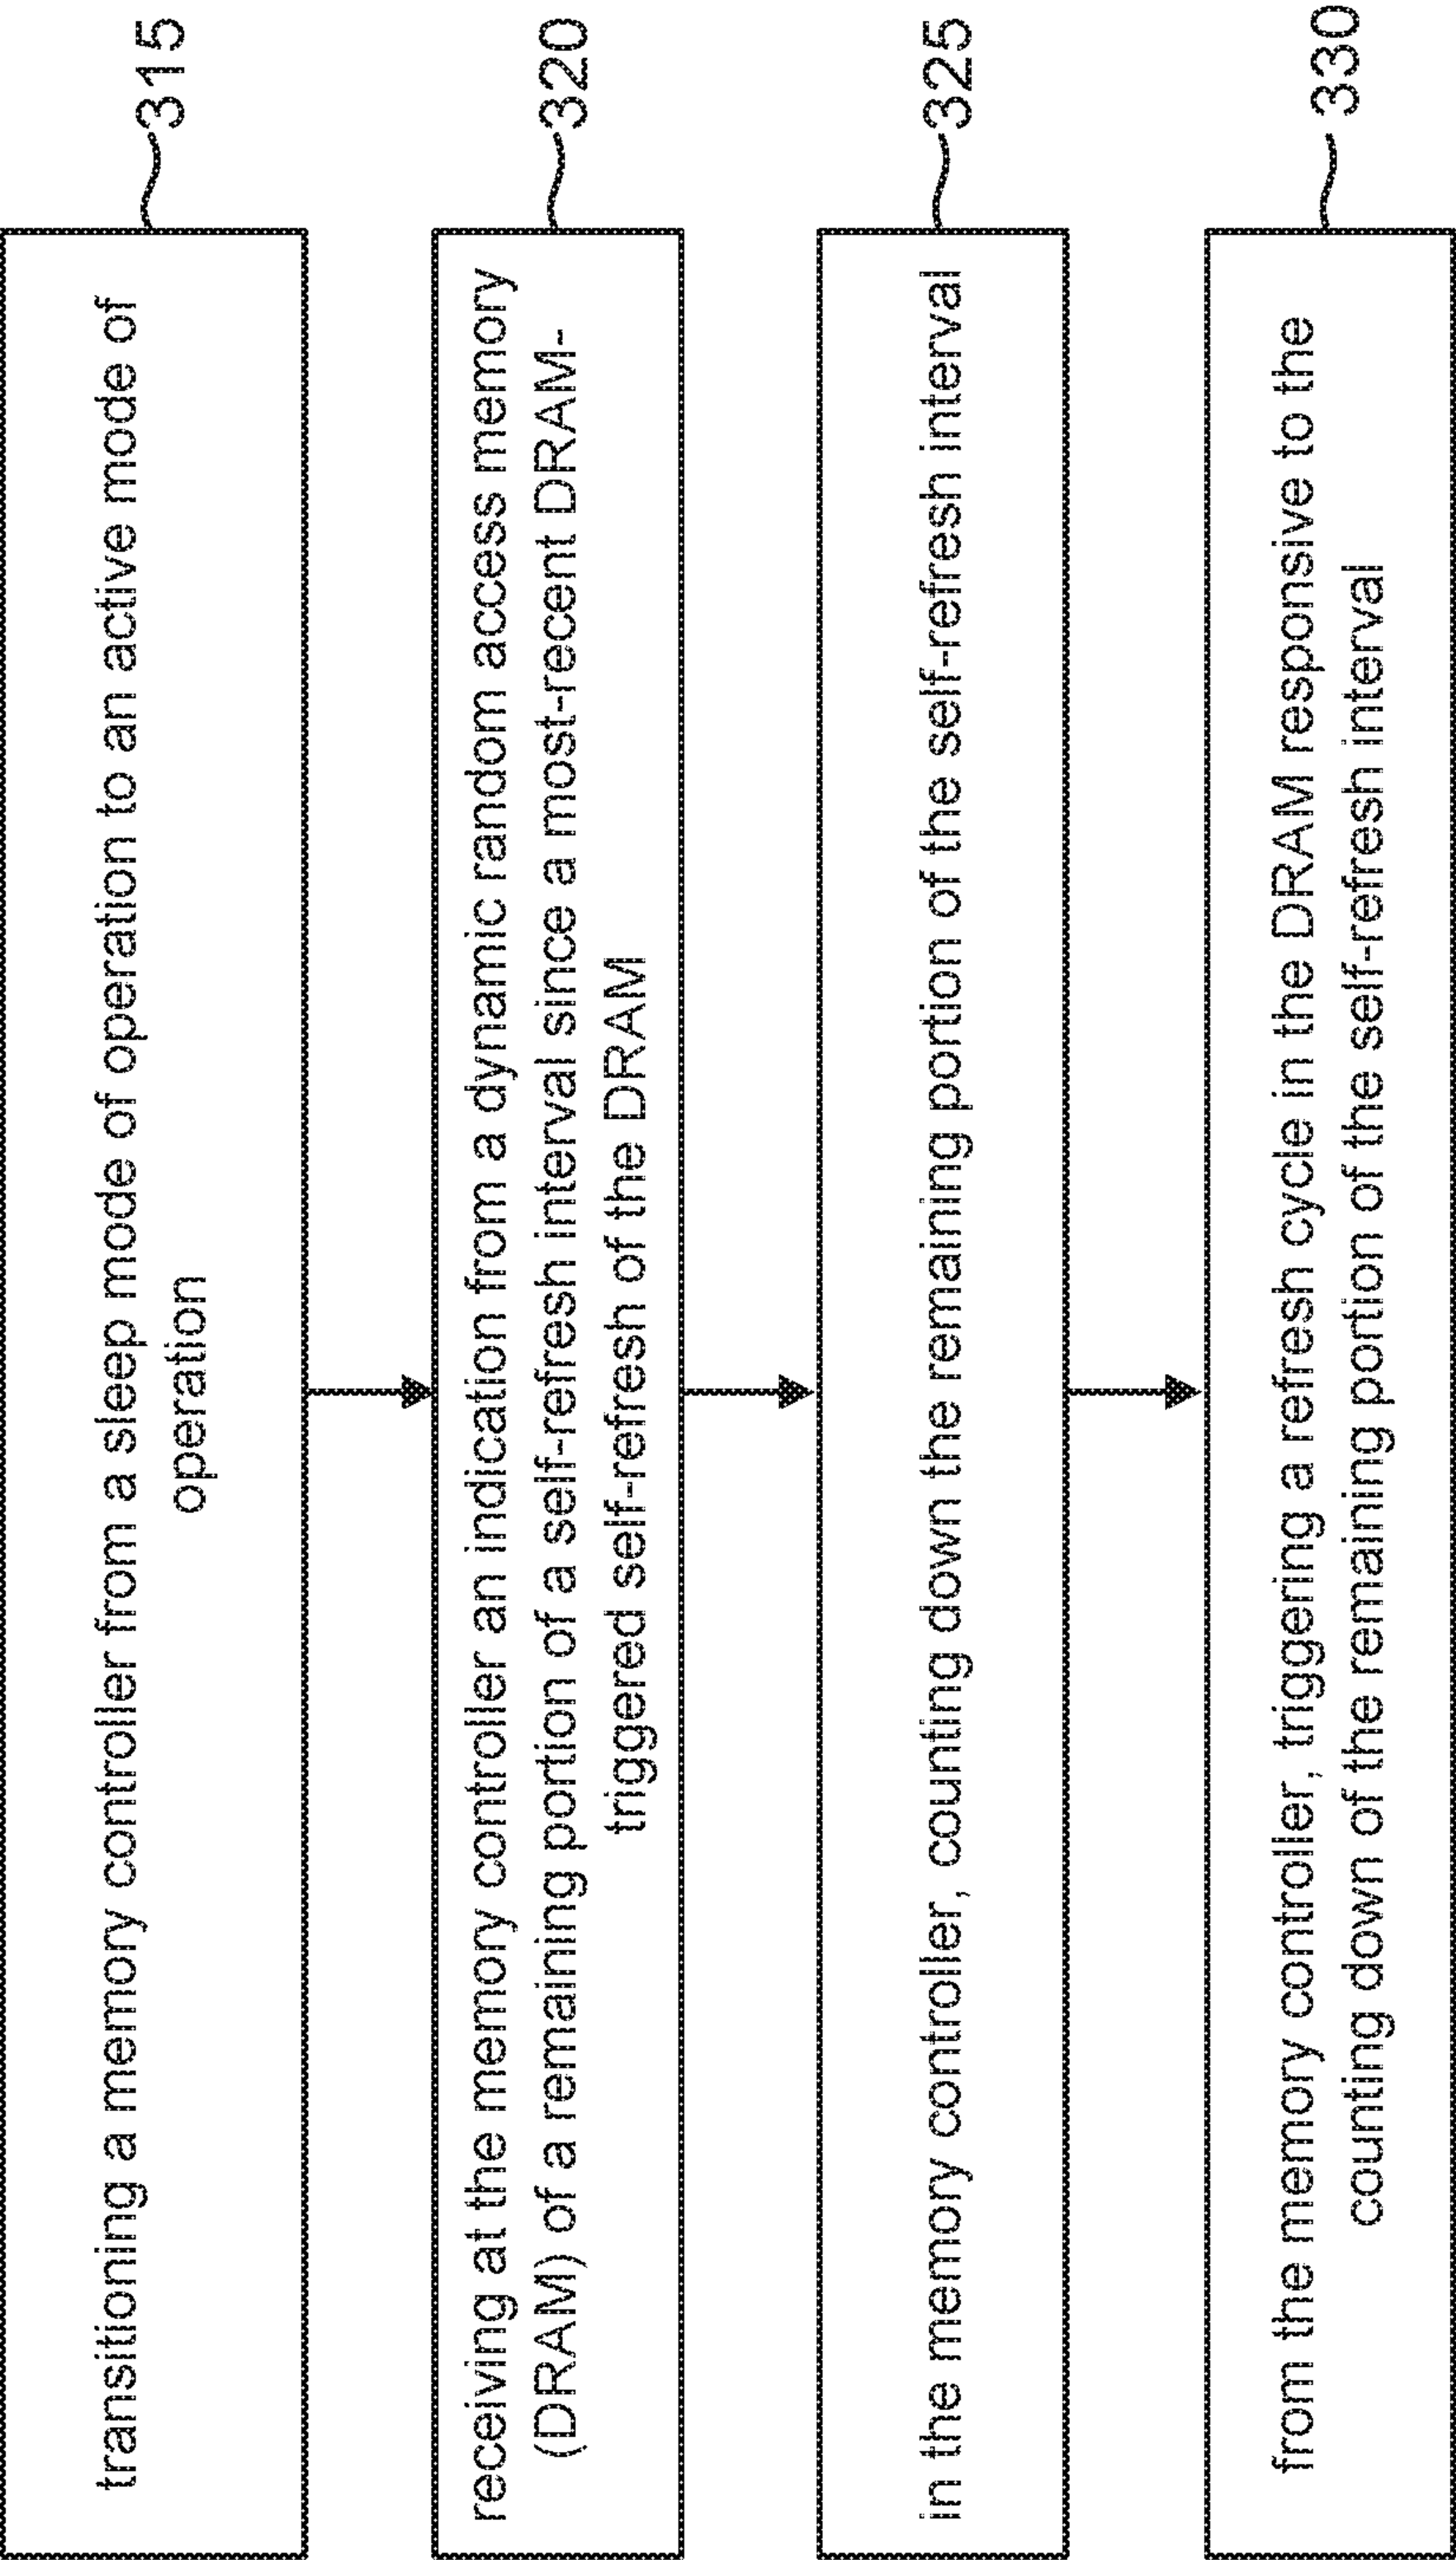 transitioning a memory controller from a sleep mode of operation to an active mode of
operation
315
receiving at the memory controller an indication from a dynamic random access memory
(DRAM) of a remaining portion of a self-refresh interval since a most-recent DRAM-
triggered self-refresh of the DRAM
320
in the memory controller, counting down the remaining portion of the self-refresh interval
325
from the memory controller, triggering a refresh cycle in the DRAM responsive to the
counting down of the remaining portion of the self-refresh interval
330